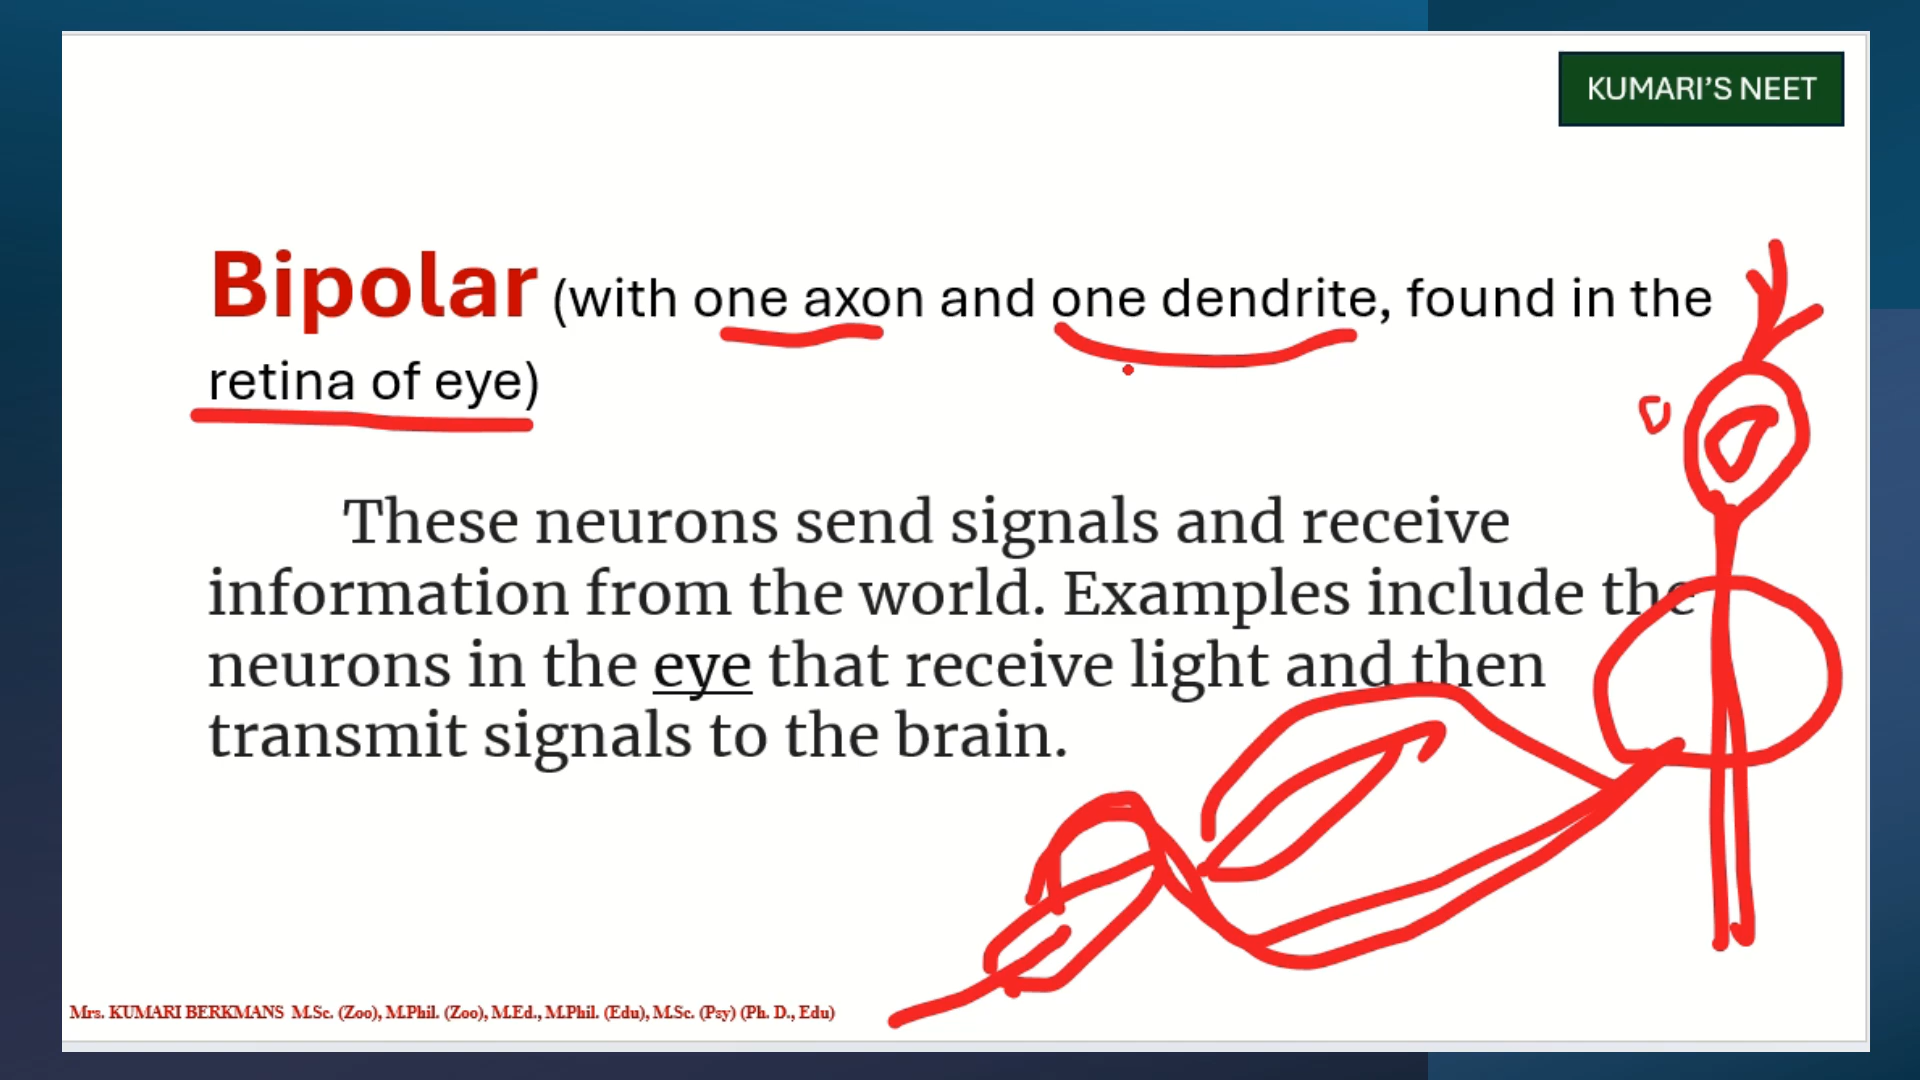 KUMARI’S NEET
Bipolar (with one axon and one dendrite, found in the
retina of eye)
These neurons send signals and receive
information from the world. Examples include the
neurons in the eye that receive light and then
transmit signals to the brain.
Mrs. KUMARI BERKMANS M.Sc. (Zoo), M.Phil. (Zoo), M.Ed., M.Phil. (Edu), M.Sc. (Psy) (Ph. D., Edu)